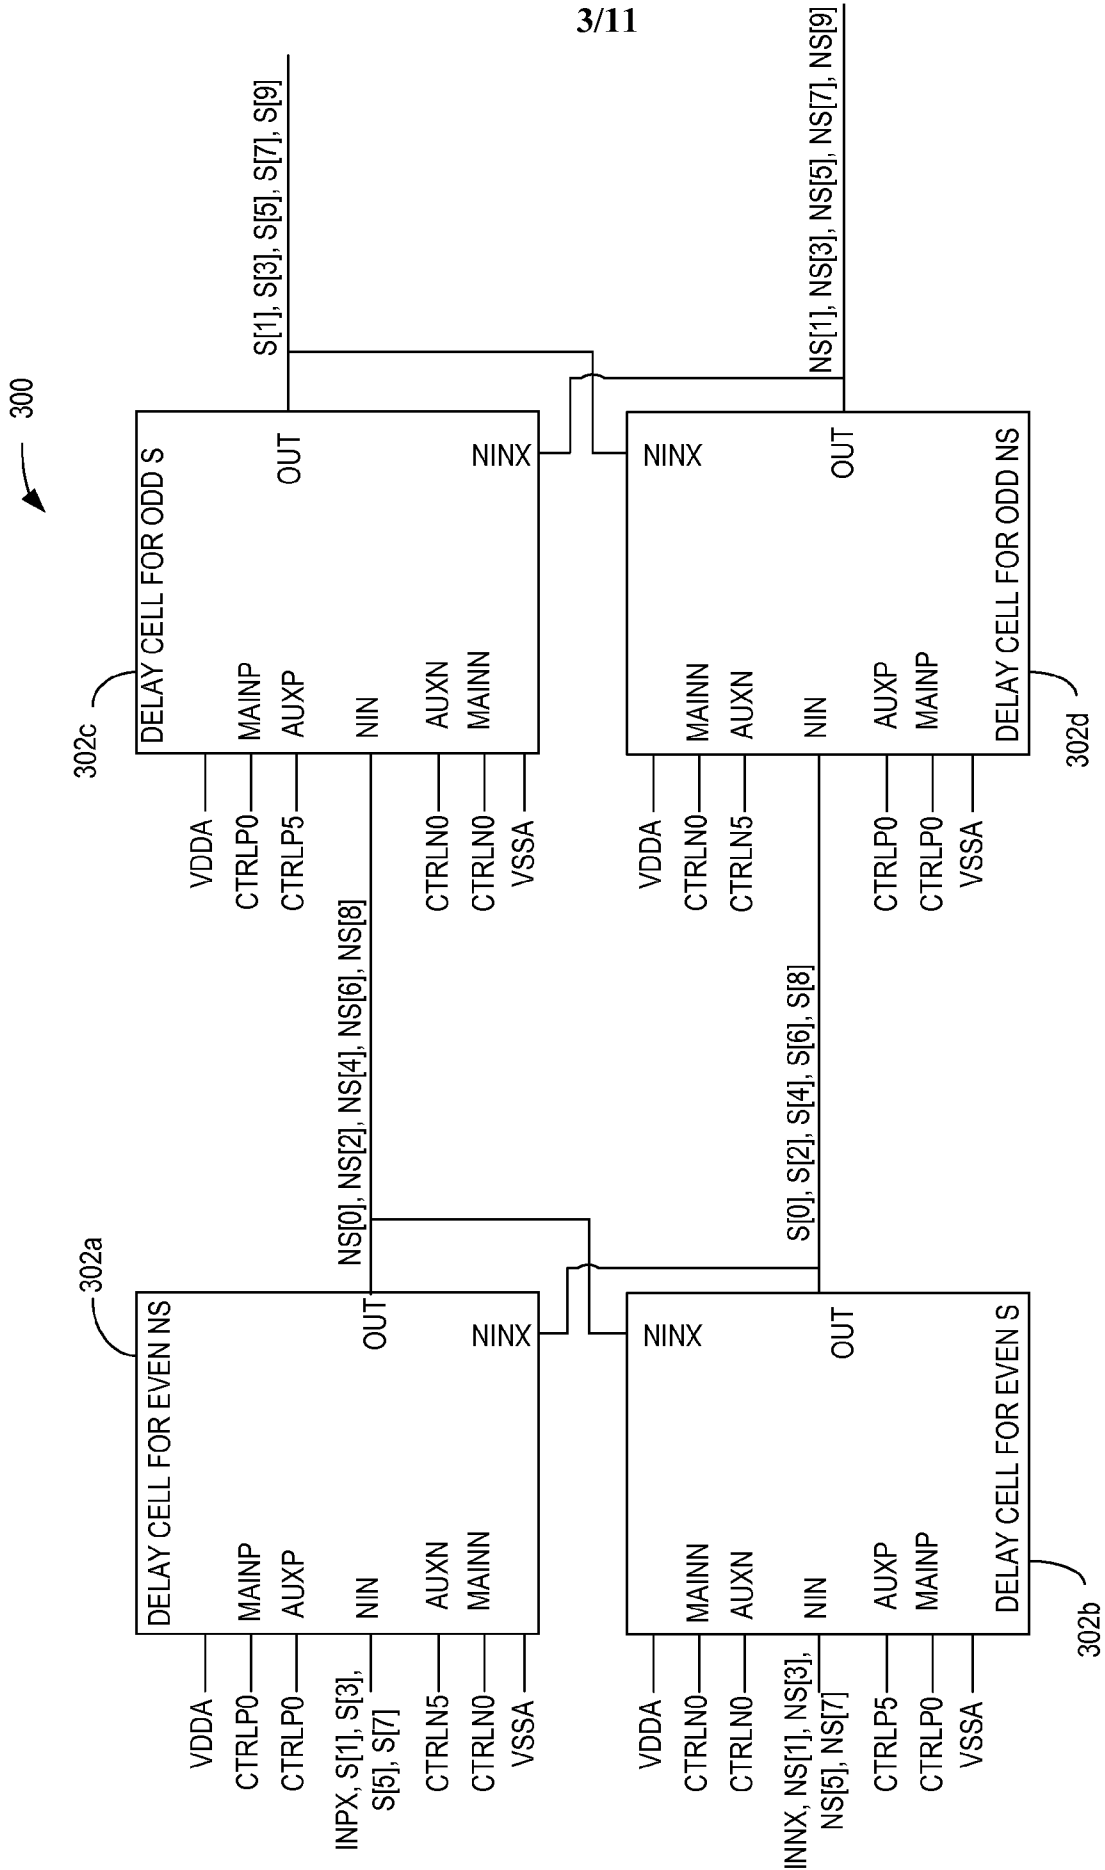 3/11
300
302a
DELAY CELL FOR EVEN NS
VDDA
CTRLP0
MAINP
CTRLP0
AUXP
INPX, S[1], S[3],
S[5], S[7]
NIN
CTRLN5
AUXN
CTRLN0
MAINN
VSSA
OUT
NINX
NS[0], NS[2], NS[4], NS[6], NS[8]
302c
DELAY CELL FOR ODD S
VDDA
CTRLP0
MAINP
CTRLP5
AUXP
NIN
CTRLN0
AUXN
CTRLN0
MAINN
VSSA
OUT
NINX
S[1], S[3], S[5], S[7], S[9]
302b
VDDA
CTRLN0
MAINN
CTRLN0
AUXN
INNX, NS[1], NS[3],
NS[5], NS[7]
NIN
CTRLP5
AUXP
CTRLP0
MAINP
VSSA
NINX
OUT
DELAY CELL FOR EVEN S
S[0], S[2], S[4], S[6], S[8]
302d
VDDA
CTRLN0
MAINN
CTRLN5
AUXN
NIN
CTRLP0
AUXP
CTRLP0
MAINP
VSSA
NINX
OUT
DELAY CELL FOR ODD NS
NS[1], NS[3], NS[5], NS[7], NS[9]